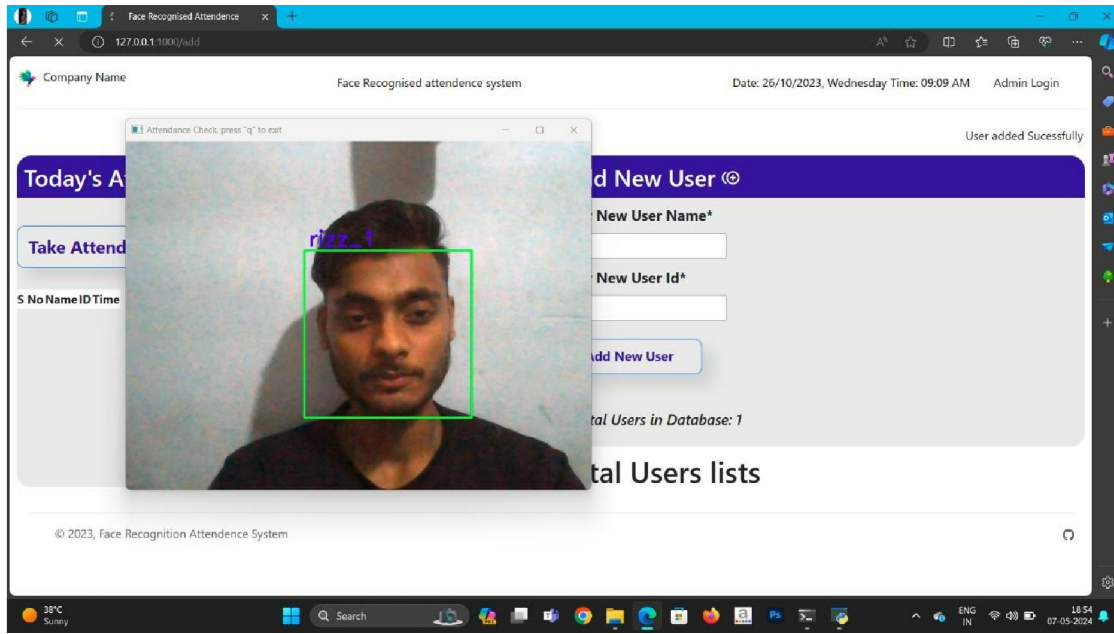 Face Recognised Attendence
127.0.0.1:1000/add
Company Name
Face Recognised attendence system
Date: 26/10/2023, Wednesday Time: 09:09 AM
Admin Login
User added Sucessfully
Attendance Check, press "q" to exit
Today's A
d New User
rizz_1
New User Name*
Take Attend
New User Id*
S No Name ID Time
Add New User
tal Users in Database: 1
tal Users lists
© 2023, Face Recognition Attendence System
38°C
Sunny
Search
ENG
IN
18:54
07-05-2024